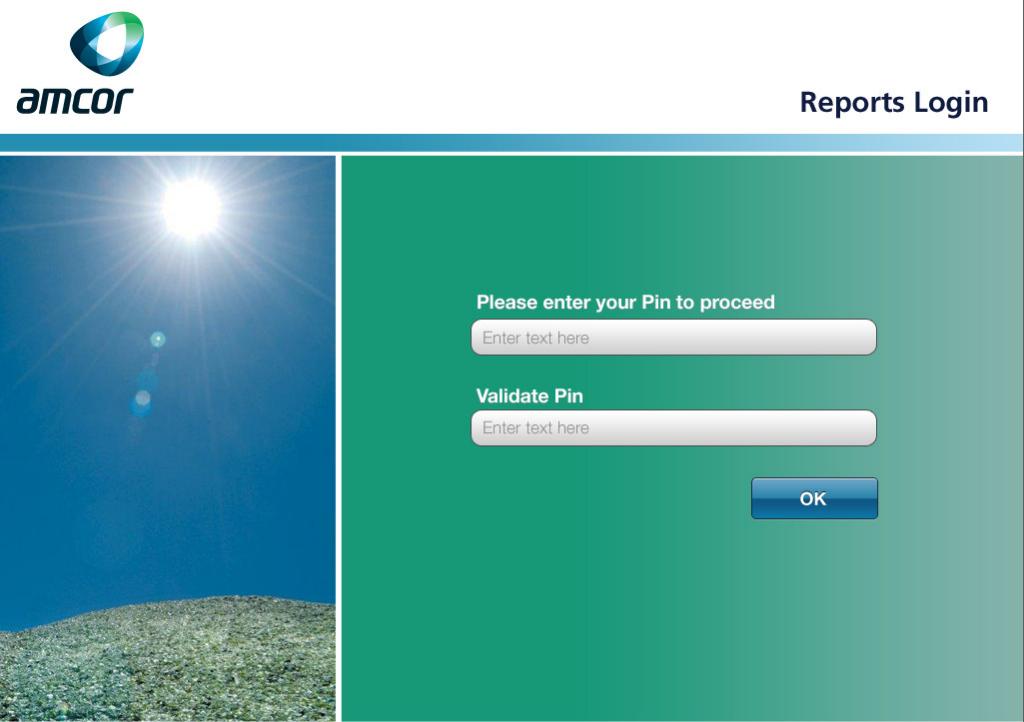 amcor
Reports Login
Please enter your Pin to proceed
Enter text here
Validate Pin
Enter text here
OK